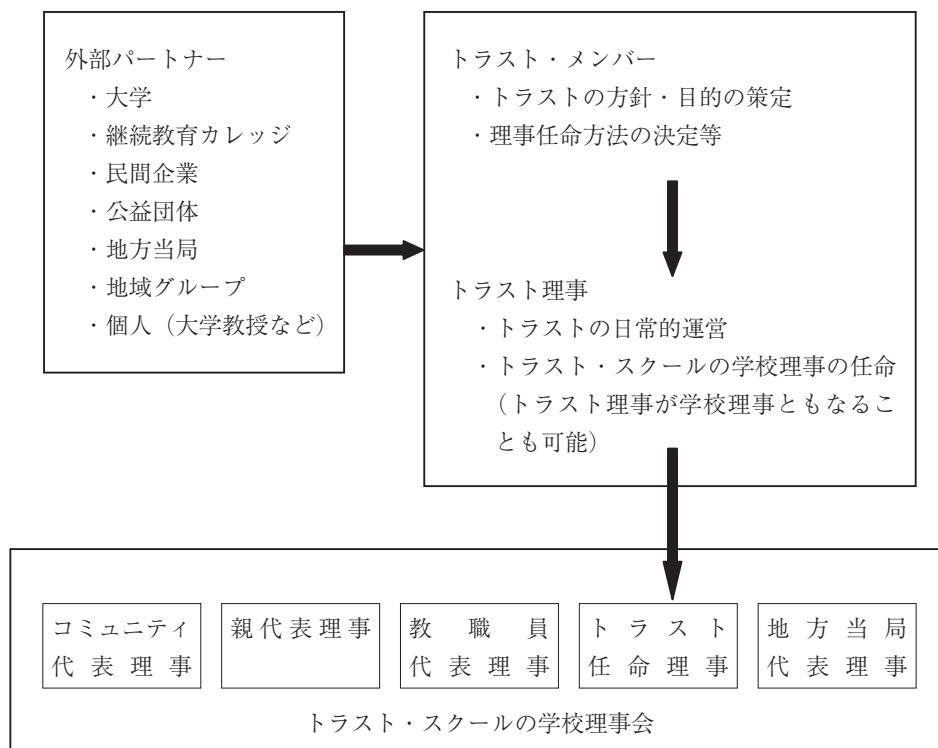 外部パートナー
・大学
・継続教育カレッジ
・民間企業
・公益団体
・地方当局
・地域グループ
・個人（大学教授など）
トラスト・メンバー
・トラストの方針・目的の策定
・理事任命方法の決定等
トラスト理事
・トラストの日常的運営
・トラスト・スクールの学校理事の任命
（トラスト理事が学校理事ともなるこ
とも可能）
コミュニティ
代表理事
親代表理事
教職員
代表理事
トラスト
任命理事
地方当局
代表理事
トラスト・スクールの学校理事会